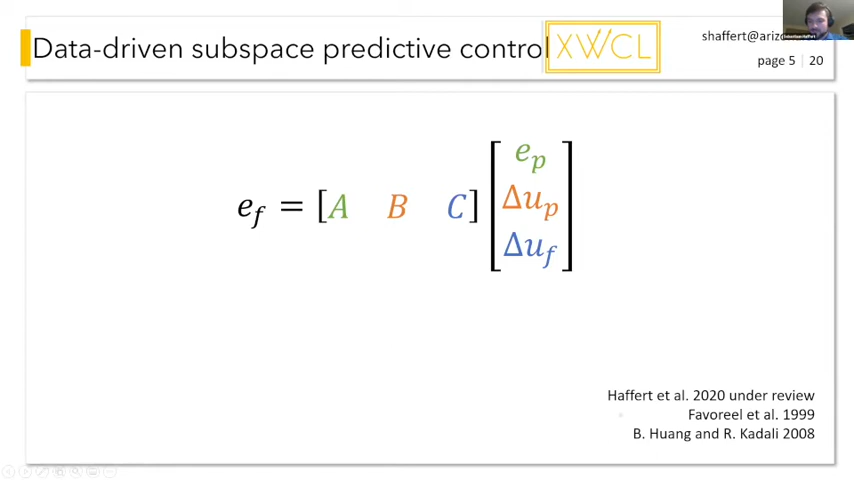 Data-driven subspace predictive control
XWCL
shaffert@arizo
page 5 | 20
e_f = [A B C] [e_p
Δu_p
Δu_f]
Haffert et al. 2020 under review
Favoreel et al. 1999
B. Huang and R. Kadali 2008